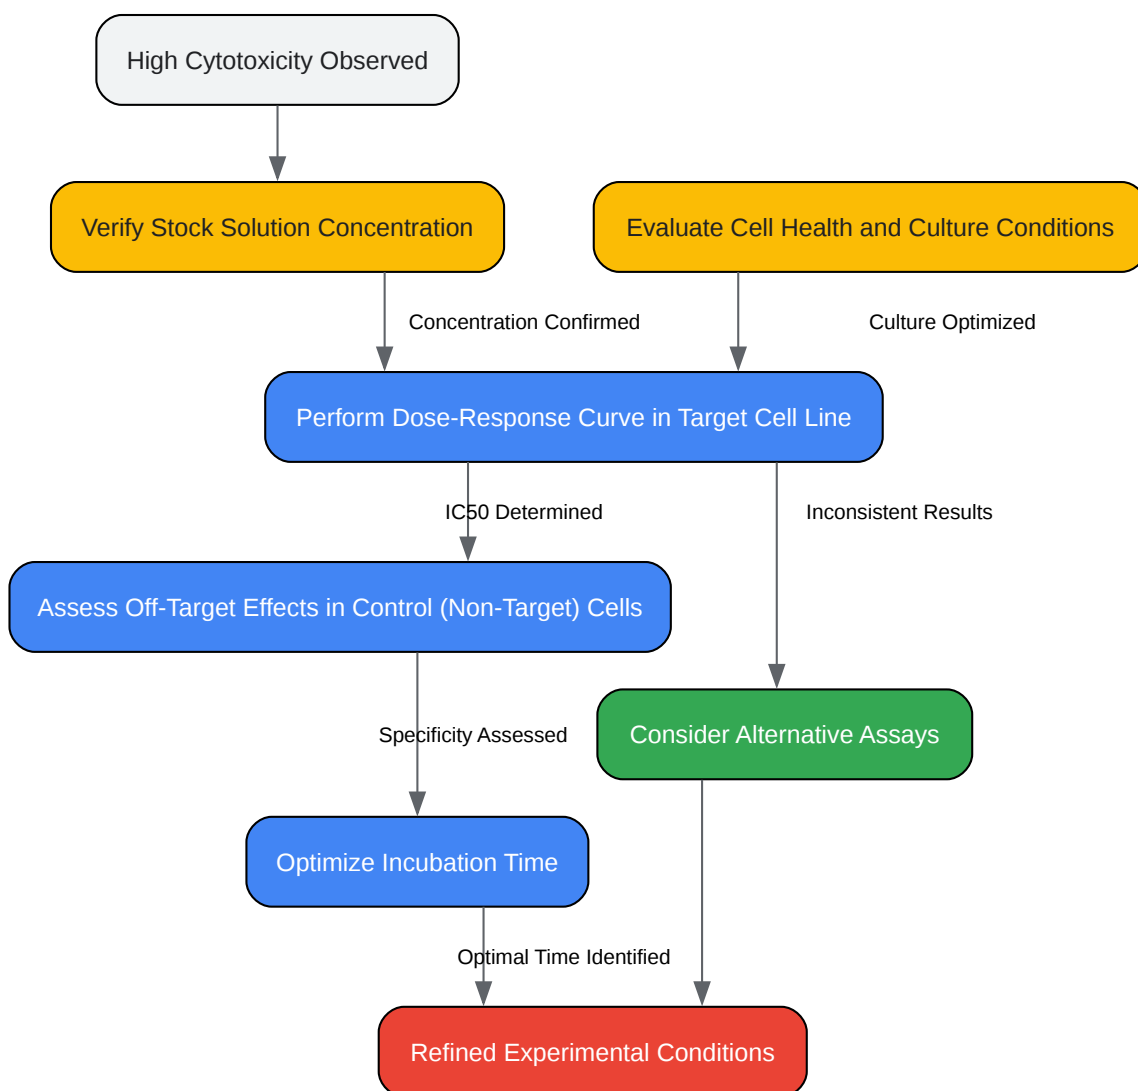 High Cytotoxicity Observed
Verify Stock Solution Concentration
Evaluate Cell Health and Culture Conditions
Concentration Confirmed
Culture Optimized
Perform Dose-Response Curve in Target Cell Line
IC50 Determined
Inconsistent Results
Assess Off-Target Effects in Control (Non-Target) Cells
Specificity Assessed
Consider Alternative Assays
Optimize Incubation Time
Optimal Time Identified
Refined Experimental Conditions